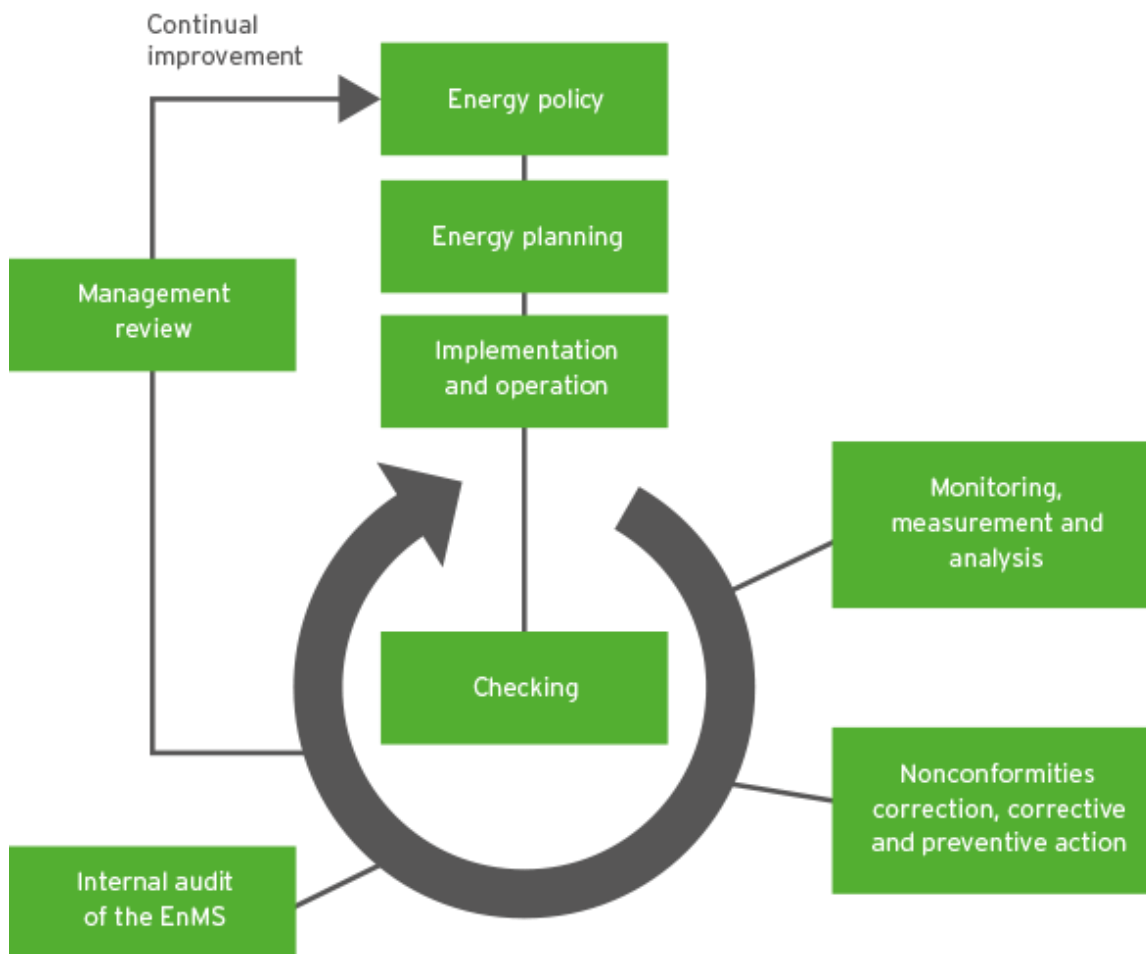 Continual
improvement
Energy policy
Energy planning
Management
review
Implementation
and operation
Monitoring,
measurement and
analysis
Checking
Nonconformities
correction, corrective
and preventive action
Internal audit
of the EnMS